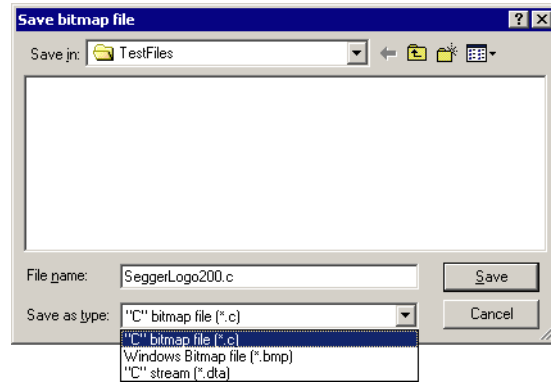 Save bitmap file
Save in: TestFiles
File name: SeggerLogo200.c Save
Save as type: "C" bitmap file (*.c) Cancel
"C" bitmap file (*.c)
Windows Bitmap file (*.bmp)
"C" stream (*.dta)